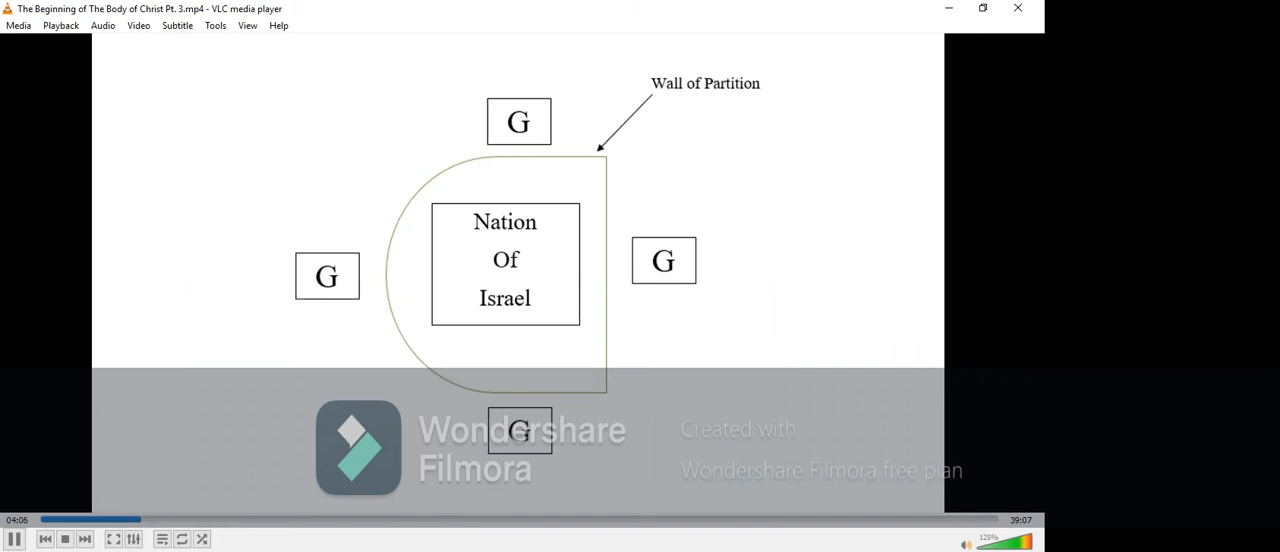 The Beginning of The Body of Christ Pt. 3.mp4 - VLC media player
Media Playback Audio Video Subtitle Tools View Help
Wall of Partition
G
Nation
Of
Israel
G
G
G
Wondershare
Filmora
Created with
Wondershare Filmora free plan
04:06
39:07
125%